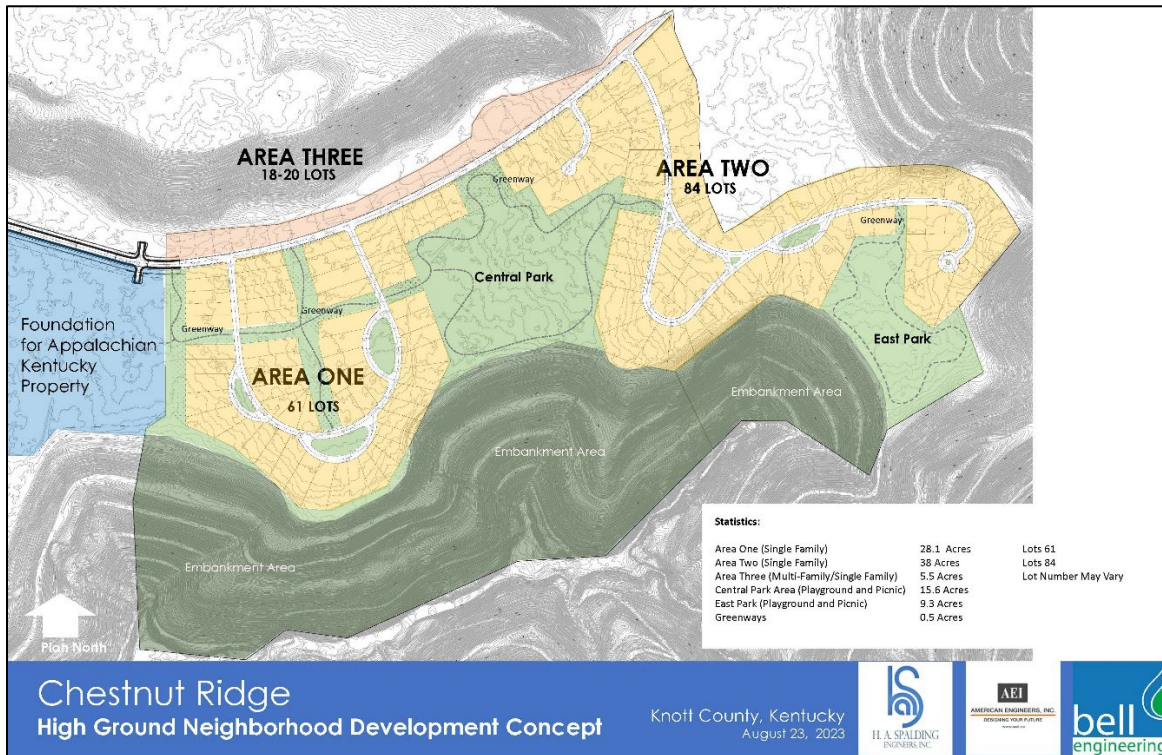 AREA THREE
18-20 LOTS
Greenway
AREA TWO
84 LOTS
Greenway
Central Park
Foundation
for Appalachian
Kentucky
Property
Greenway
Greenway
East Park
AREA ONE
61 LOTS
Embankment Area
Embankment Area
Embankment Area
Plan North
Statistics:
Area One (Single Family) 28.1 Acres Lots 61
Area Two (Single Family) 38 Acres Lots 84
Area Three (Multi-Family/Single Family) 5.5 Acres Lot Number May Vary
Central Park Area (Playground and Picnic) 15.6 Acres
East Park (Playground and Picnic) 9.3 Acres
Greenways 0.5 Acres
Chestnut Ridge
High Ground Neighborhood Development Concept
Knott County, Kentucky
August 23, 2023
H. A. SPALDING
ENGINEERS, INC.
AEI
AMERICAN ENGINEERS, INC.
DESIGNING YOUR FUTURE
bell
engineering